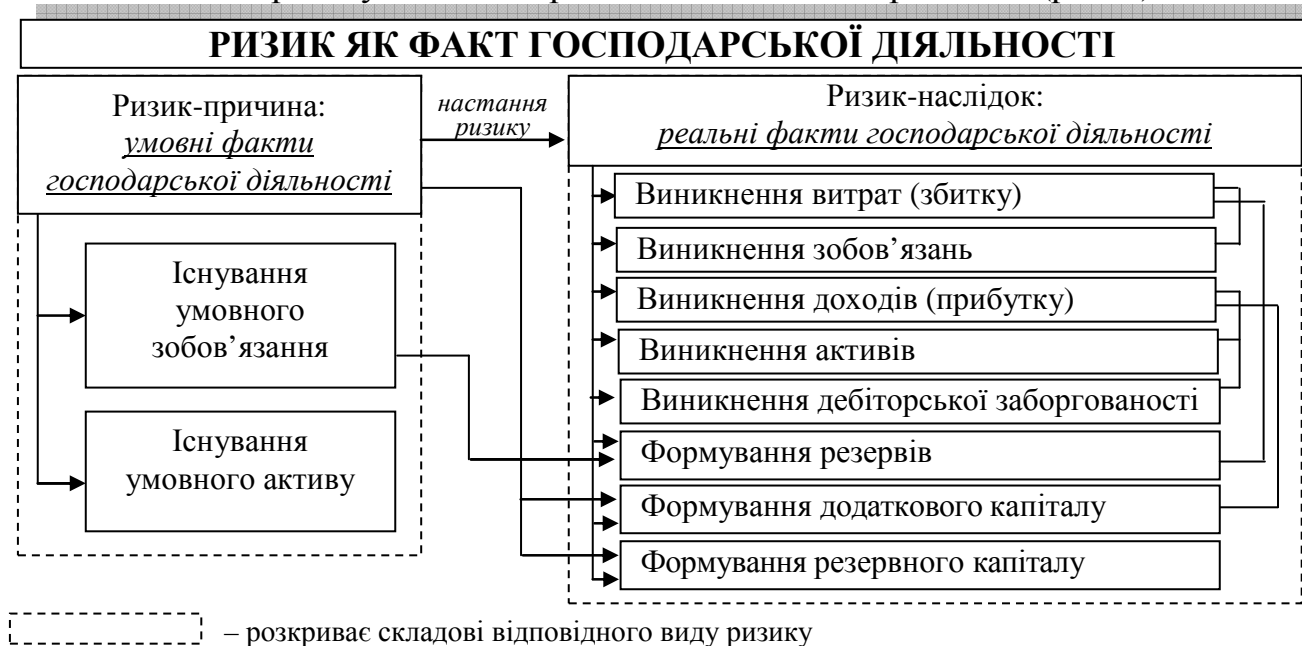 РИЗИК ЯК ФАКТ ГОСПОДАРСЬКОЇ ДІЯЛЬНОСТІ
Ризик-причина:
умовні факти
господарської діяльності
настання
ризику
Ризик-наслідок:
реальні факти господарської діяльності
Існування
умовного
зобов’язання
Існування
умовного активу
Виникнення витрат (збитку)
Виникнення зобов’язань
Виникнення доходів (прибутку)
Виникнення активів
Виникнення дебіторської заборгованості
Формування резервів
Формування додаткового капіталу
Формування резервного капіталу
– розкриває складові відповідного виду ризику